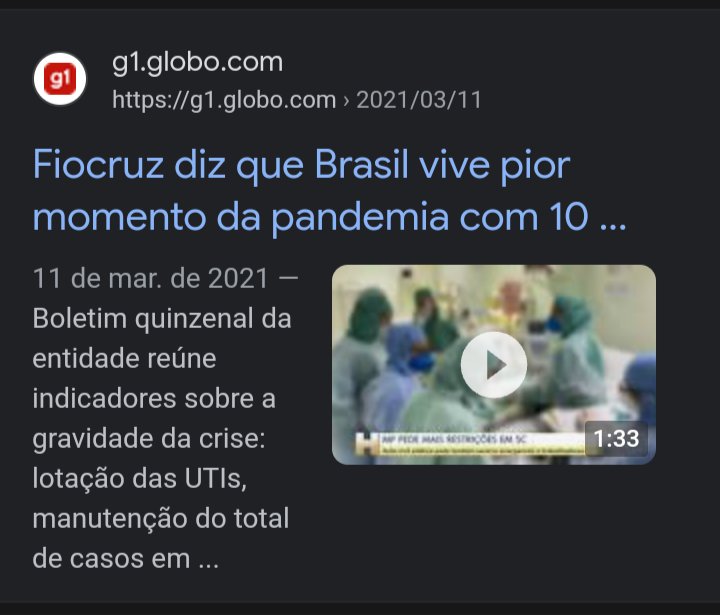 g1
g1.globo.com
https://g1.globo.com › 2021/03/11
Fiocruz diz que Brasil vive pior
momento da pandemia com 10 ...
11 de mar. de 2021 —
Boletim quinzenal da
entidade reúne
indicadores sobre a
gravidade da crise:
lotação das UTIs,
manutenção do total
de casos em ...
H
MP PEDE MAIS RESTRIÇÕES EM SC
1:33